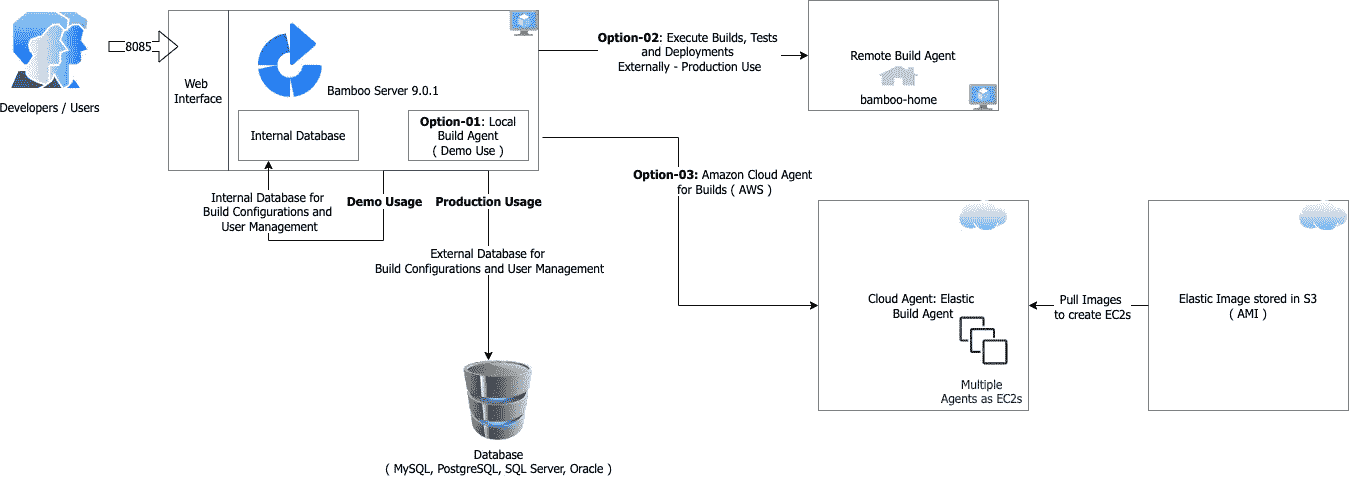 Developers / Users
8085
Web
Interface
Bamboo Server 9.0.1
Internal Database
Option-01: Local
Build Agent
( Demo Use )
Option-02: Execute Builds, Tests
and Deployments
Externally - Production Use
Remote Build Agent
bamboo-home
Option-03: Amazon Cloud Agent
for Builds ( AWS )
Internal Database for
Build Configurations and
User Management
Demo Usage
Production Usage
External Database for
Build Configurations and User Management
Database
( MySQL, PostgreSQL, SQL Server, Oracle )
Cloud Agent: Elastic
Build Agent
Multiple
Agents as EC2s
Pull Images
to create EC2s
Elastic Image stored in S3
( AMI )